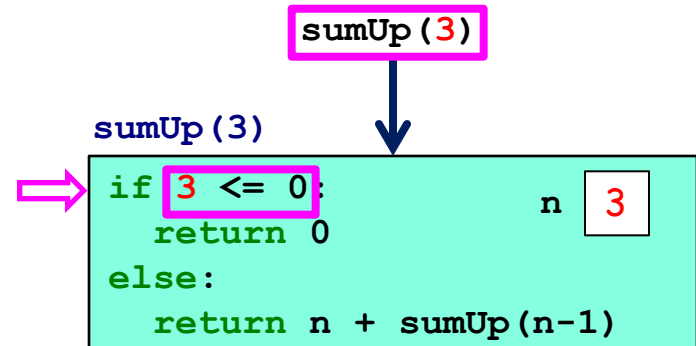 sumUp(3)
sumUp(3)
if 3 <= 0:
n 3
return 0
else:
return n + sumUp(n-1)